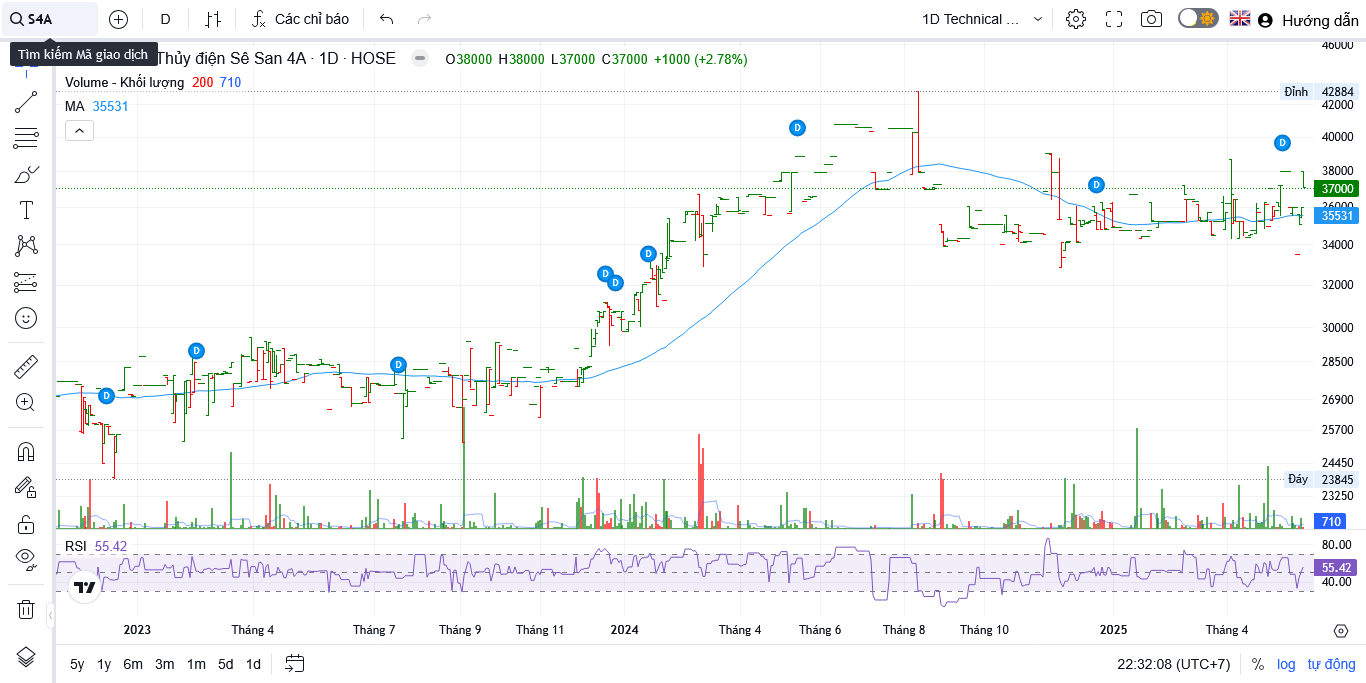 S4A
D
Các chỉ báo
1D Technical ...
Hướng dẫn
Tìm kiếm Mã giao dịch
Thủy điện Sê San 4A · 1D · HOSE
O38000 H38000 L37000 C37000 +1000 (+2.78%)
Volume - Khối lượng 200 710
MA 35531
46000
Đỉnh 42884
42000
40000
38000
37000
36000
35531
34000
32000
30000
28500
26900
25700
24450
Đáy 23845
23250
710
D
D
D
D
D
D
D
D
D
RSI 55.42
80.00
55.42
40.00
2023 Tháng 4 Tháng 7 Tháng 9 Tháng 11 2024 Tháng 4 Tháng 6 Tháng 8 Tháng 10 2025 Tháng 4
5y 1y 6m 3m 1m 5d 1d
22:32:08 (UTC+7) % log tự động